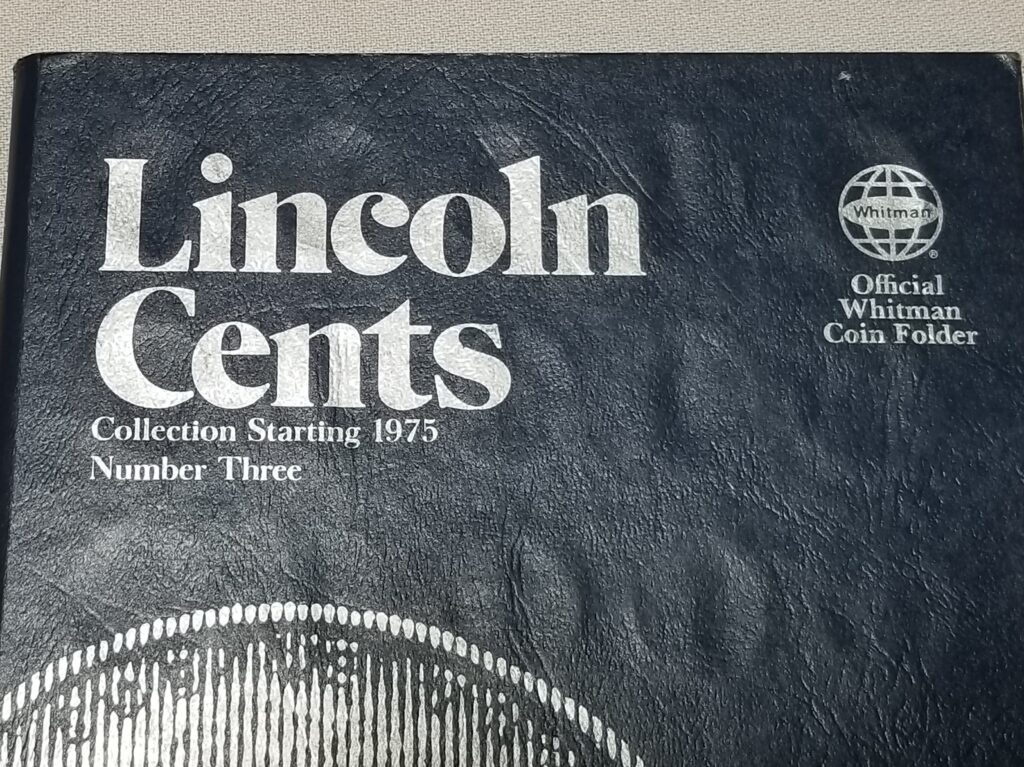 Lincoln
Cents
Collection Starting 1975
Number Three
Whitman
®
Official
Whitman
Coin Folder